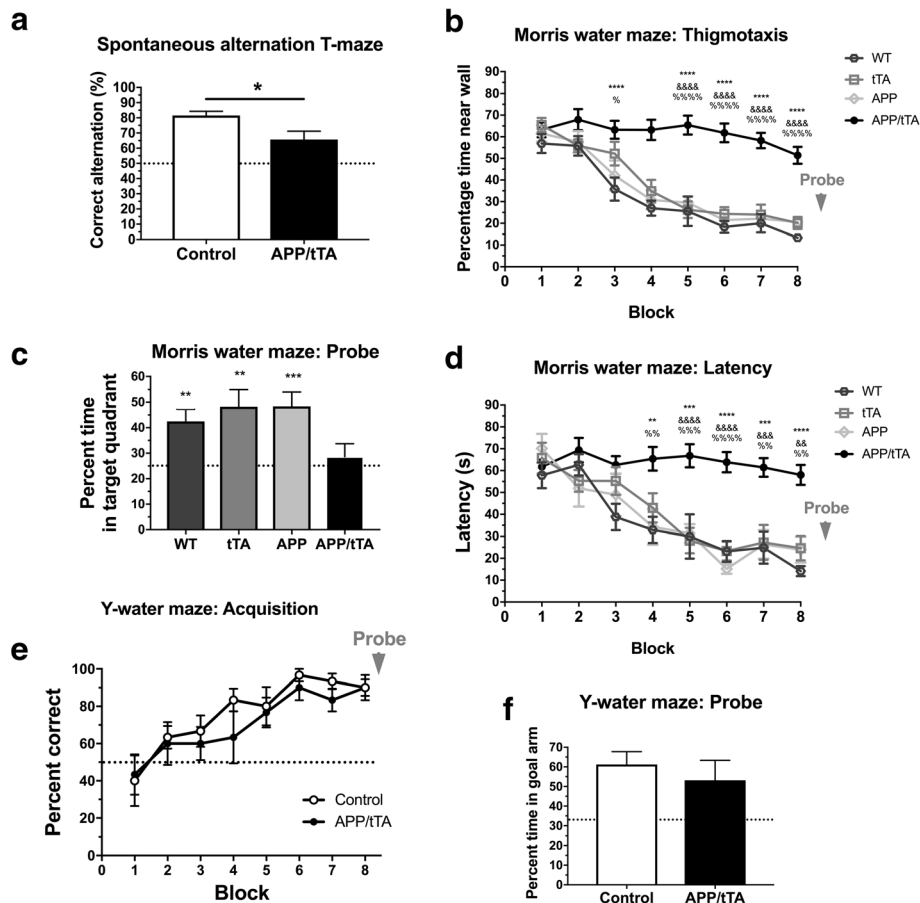 a
Spontaneous alternation T-maze
Correct alternation (%)
100
90
80
70
60
50
40
30
20
10
0
*
Control
APP/tTA
b
Morris water maze: Thigmotaxis
WT
tTA
APP
APP/tTA
Percentage time near wall
90
80
70
60
50
40
30
20
10
0
****
%
****
&&&&
%%%%
****
&&&&
%%%%
****
&&&&
%%%%
****
&&&&
%%%%
Probe
0 1 2 3 4 5 6 7 8
Block
c
Morris water maze: Probe
Percent time
in target quadrant
60
50
40
30
20
10
0
**
**
***
WT
tTA
APP
APP/tTA
d
Morris water maze: Latency
WT
tTA
APP
APP/tTA
Latency (s)
90
80
70
60
50
40
30
20
10
0
**
%%
***
&&&&
%%%
****
&&&&
%%%%
***
&&&
%%
****
&&
%%
Probe
0 1 2 3 4 5 6 7 8
Block
Y-water maze: Acquisition
e
Probe
Percent correct
100
80
60
40
20
0
Control
APP/tTA
0 1 2 3 4 5 6 7 8
Block
f
Y-water maze: Probe
Percent time in goal arm
70
60
50
40
30
20
10
0
Control
APP/tTA